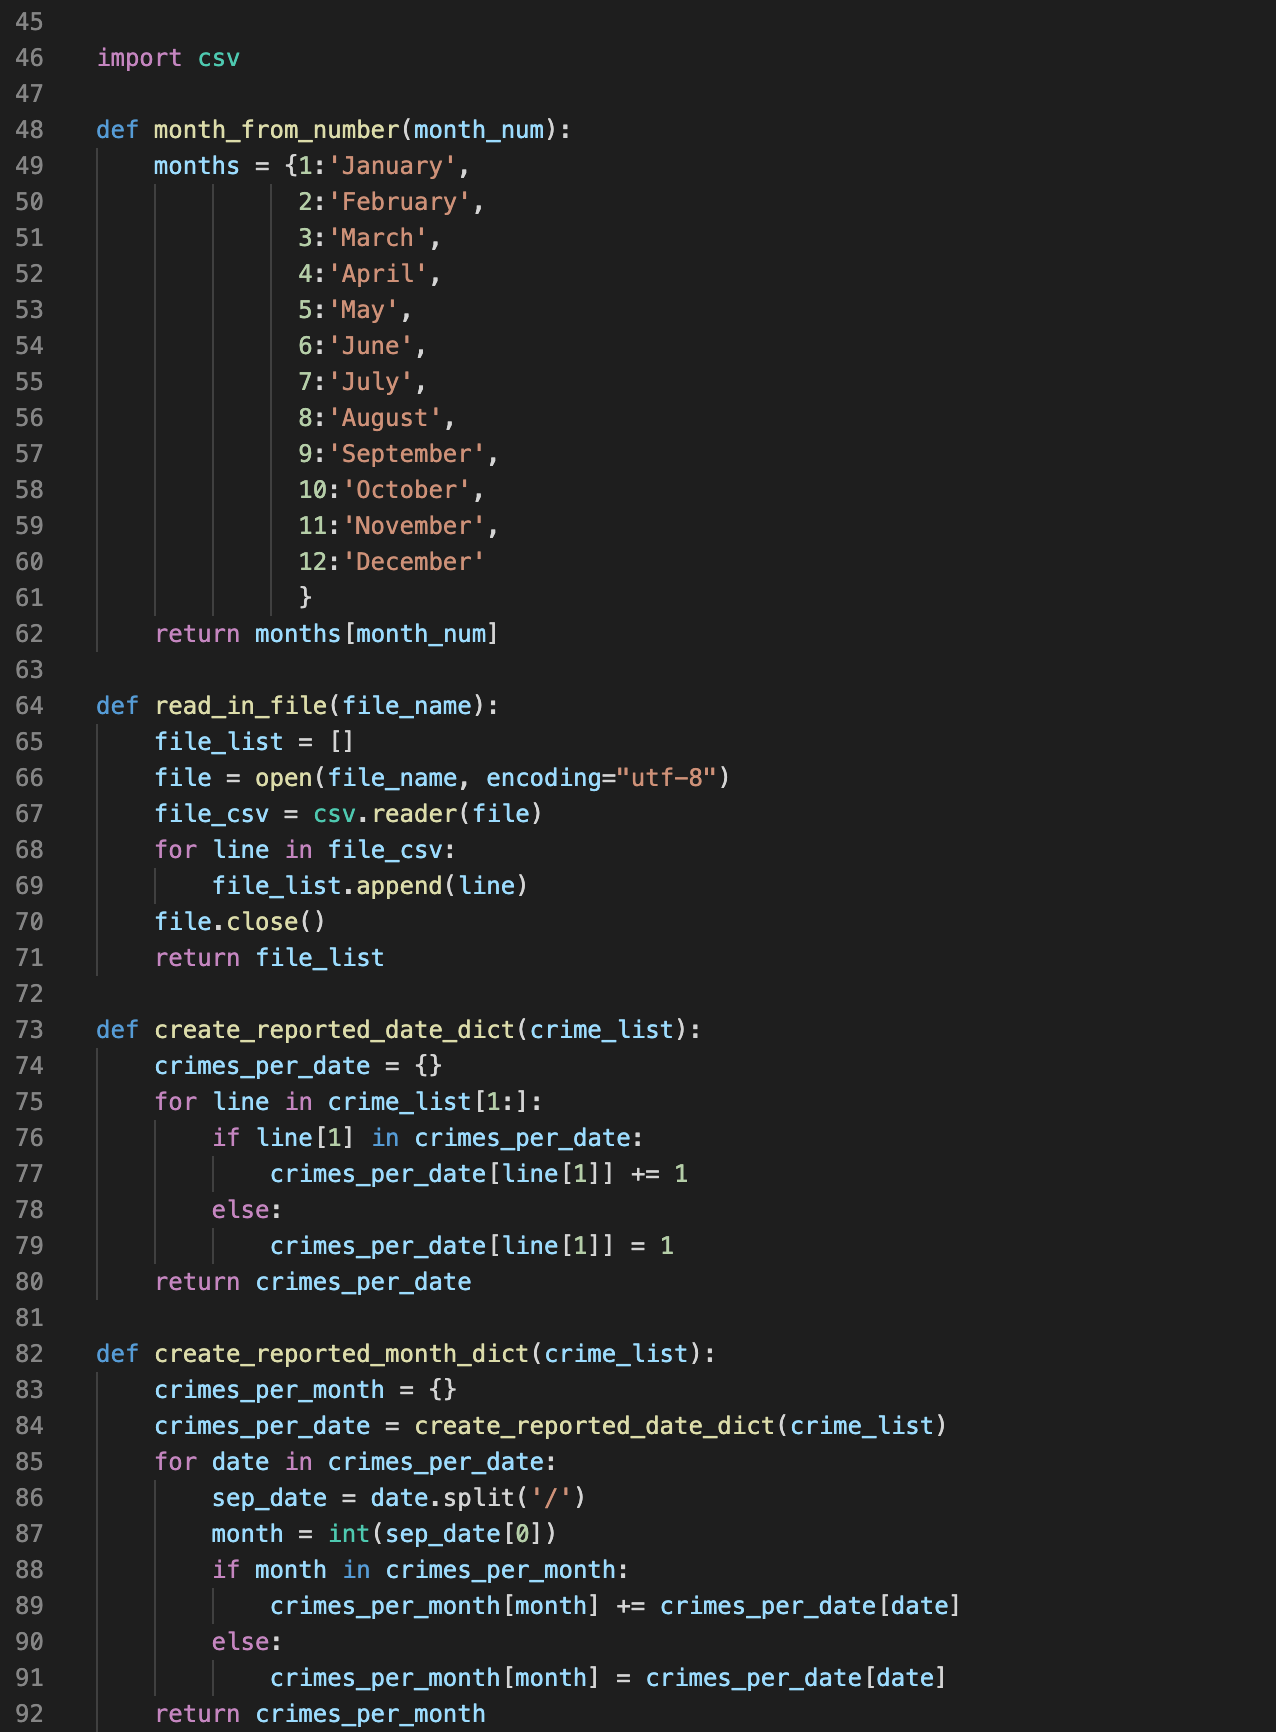 45
46 import csv
47
48 def month_from_number(month_num):
49     months = {1:'January',
50               2:'February',
51               3:'March',
52               4:'April',
53               5:'May',
54               6:'June',
55               7:'July',
56               8:'August',
57               9:'September',
58               10:'October',
59               11:'November',
60               12:'December'
61               }
62     return months[month_num]
63
64 def read_in_file(file_name):
65     file_list = []
66     file = open(file_name, encoding="utf-8")
67     file_csv = csv.reader(file)
68     for line in file_csv:
69         file_list.append(line)
70     file.close()
71     return file_list
72
73 def create_reported_date_dict(crime_list):
74     crimes_per_date = {}
75     for line in crime_list[1:]:
76         if line[1] in crimes_per_date:
77             crimes_per_date[line[1]] += 1
78         else:
79             crimes_per_date[line[1]] = 1
80     return crimes_per_date
81
82 def create_reported_month_dict(crime_list):
83     crimes_per_month = {}
84     crimes_per_date = create_reported_date_dict(crime_list)
85     for date in crimes_per_date:
86         sep_date = date.split('/')
87         month = int(sep_date[0])
88         if month in crimes_per_month:
89             crimes_per_month[month] += crimes_per_date[date]
90         else:
91             crimes_per_month[month] = crimes_per_date[date]
92     return crimes_per_month